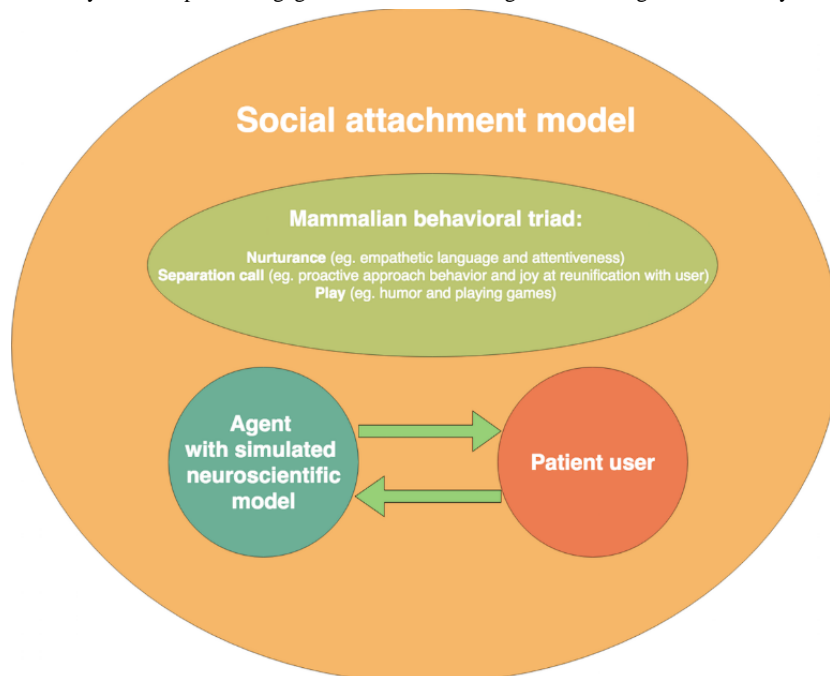 Social attachment model
Mammalian behavioral triad:
Nurturance (eg. empathetic language and attentiveness)
Separation call (eg. proactive approach behavior and joy at reunification with user)
Play (eg. humor and playing games)
Agent
with simulated
neuroscientific
model
Patient user